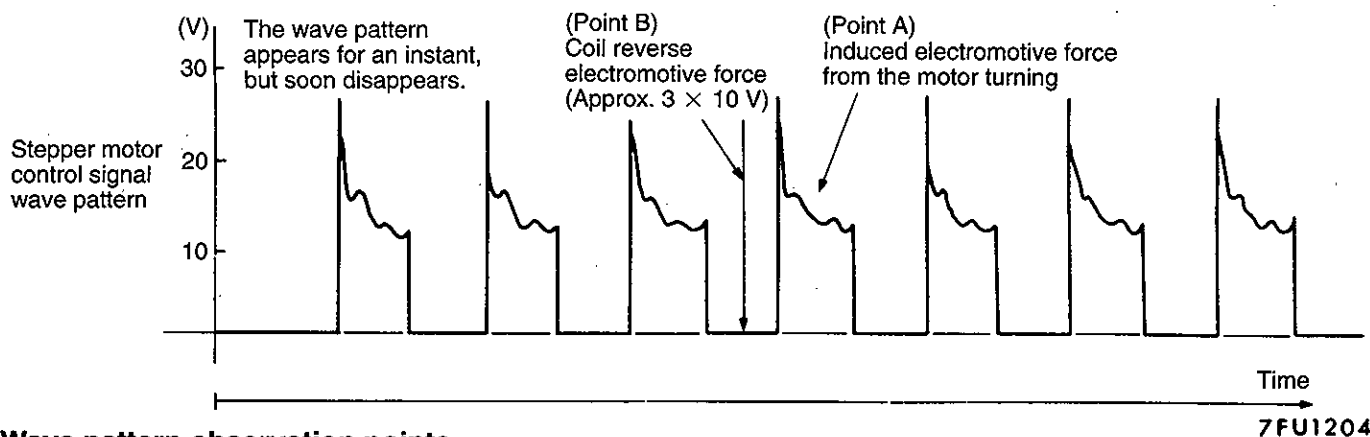 (V)
The wave pattern
appears for an instant,
but soon disappears.
(Point B)
Coil reverse
electromotive force
(Approx. 3 × 10 V)
(Point A)
Induced electromotive force
from the motor turning
30
20
10
Stepper motor
control signal
wave pattern
Time
7FU1204
Wave pattern observation points